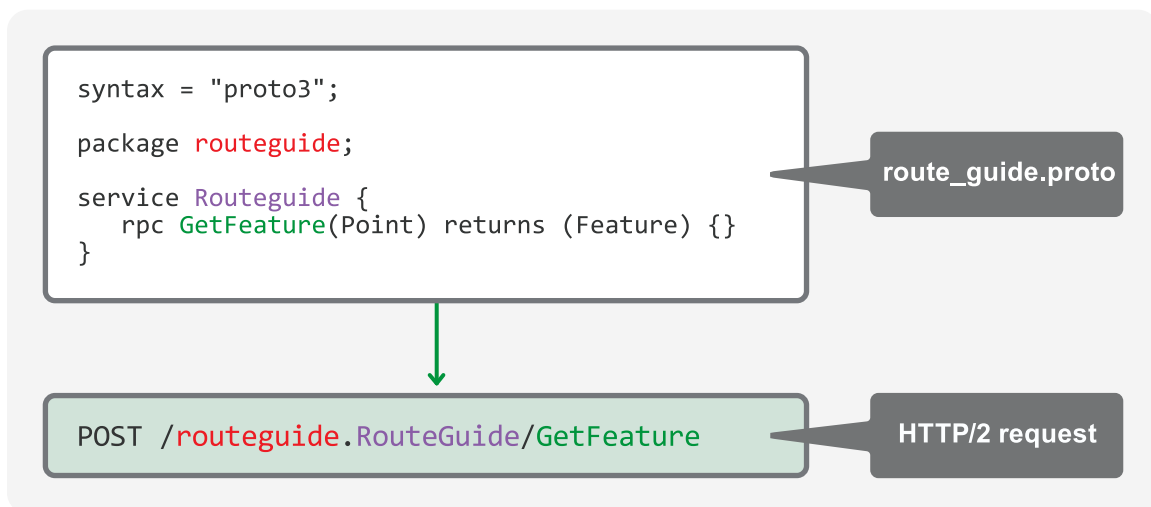 syntax = "proto3";
package routeguide;
service Routeguide {
   rpc GetFeature(Point) returns (Feature) {}
}
route_guide.proto
POST /routeguide.RouteGuide/GetFeature
HTTP/2 request